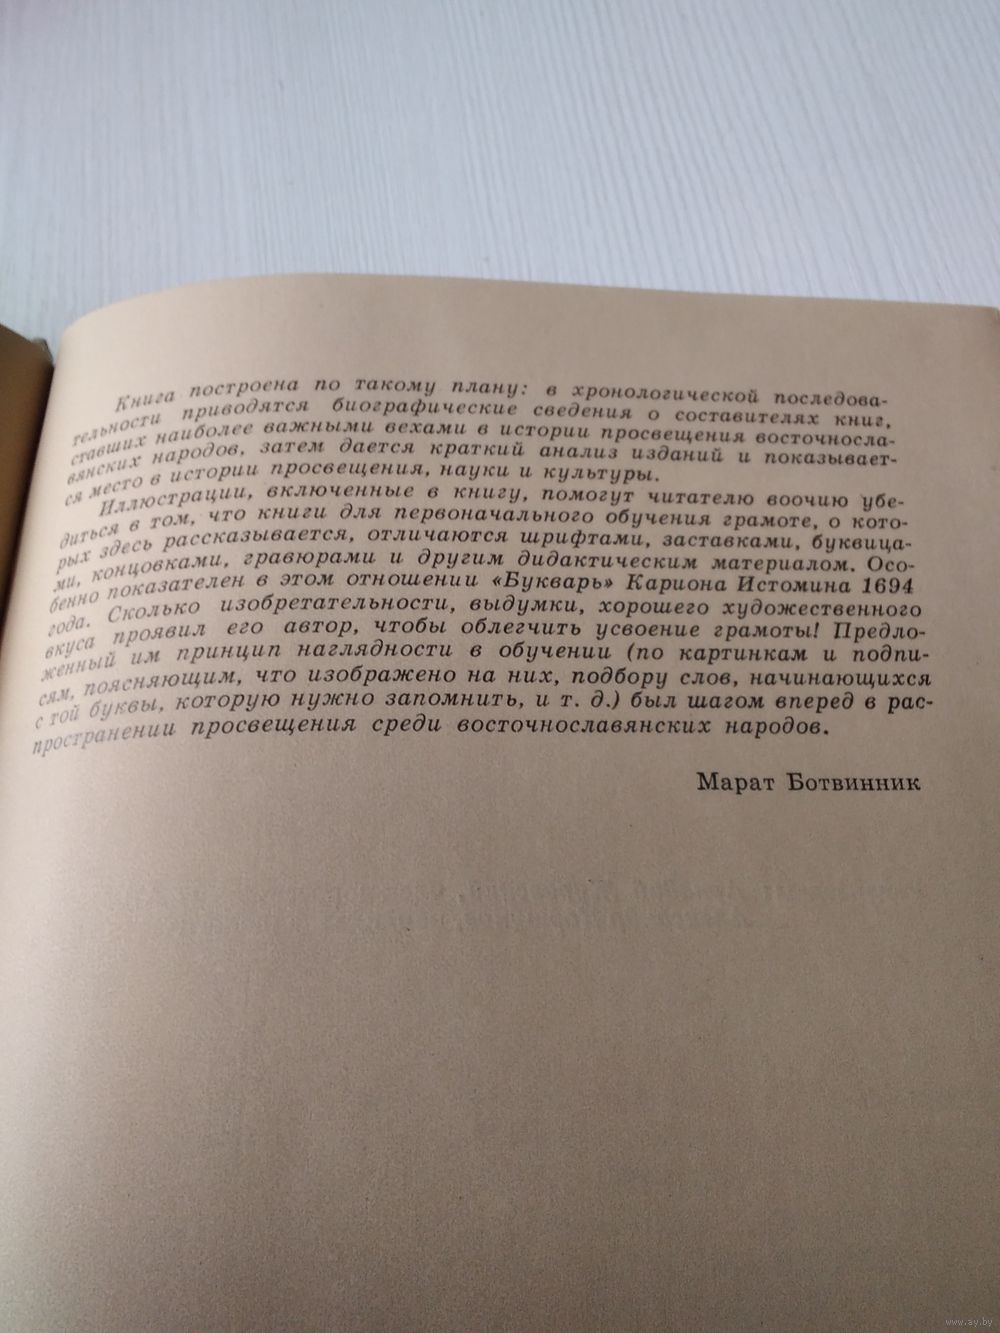 Книга построена по такому плану: в хронологической последова-
тельности приводятся биографические сведения о составителях книг,
ставших наиболее важными вехами в истории просвещения восточносла-
вянских народов, затем дается краткий анализ изданий и показывает-
ся место в истории просвещения, науки и культуры.
Иллюстрации, включенные в книгу, помогут читателю воочию убе-
диться в том, что книги для первоначального обучения грамоте, о кото-
рых здесь рассказывается, отличаются шрифтами, заставками, буквица-
ми, концовками, гравюрами и другим дидактическим материалом. Осо-
бенно показателен в этом отношении «Букварь» Кариона Истомина 1694
года. Сколько изобретательности, выдумки, хорошего художественного
вкуса проявил его автор, чтобы облегчить усвоение грамоты! Предло-
женный им принцип наглядности в обучении (по картинкам и подпи-
сям, поясняющим, что изображено на них, подбору слов, начинающихся
с той буквы, которую нужно запомнить, и т. д.) был шагом вперед в рас-
пространении просвещения среди восточнославянских народов.
Марат Ботвинник
www.ay.by